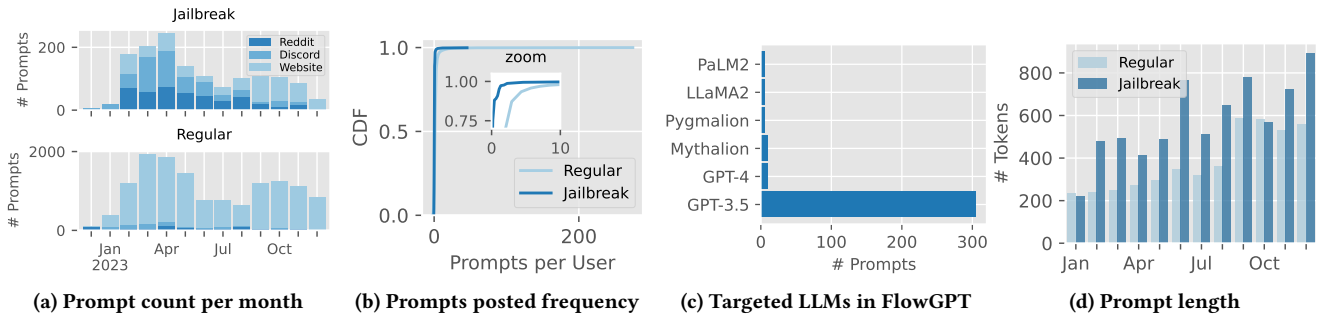 Jailbreak
# Prompts
200
0
Reddit
Discord
Website
Regular
# Prompts
2000
0
Jan
2023
Apr
Jul
Oct
(a) Prompt count per month
CDF
1.0
0.5
0.0
zoom
1.00
0.75
0
10
Regular
Jailbreak
0
200
Prompts per User
(b) Prompts posted frequency
PaLM2
LLaMA2
Pygmalion
Mythalion
GPT-4
GPT-3.5
0
100
200
300
# Prompts
(c) Targeted LLMs in FlowGPT
# Tokens
800
600
400
200
0
Regular
Jailbreak
Jan
Apr
Jul
Oct
(d) Prompt length